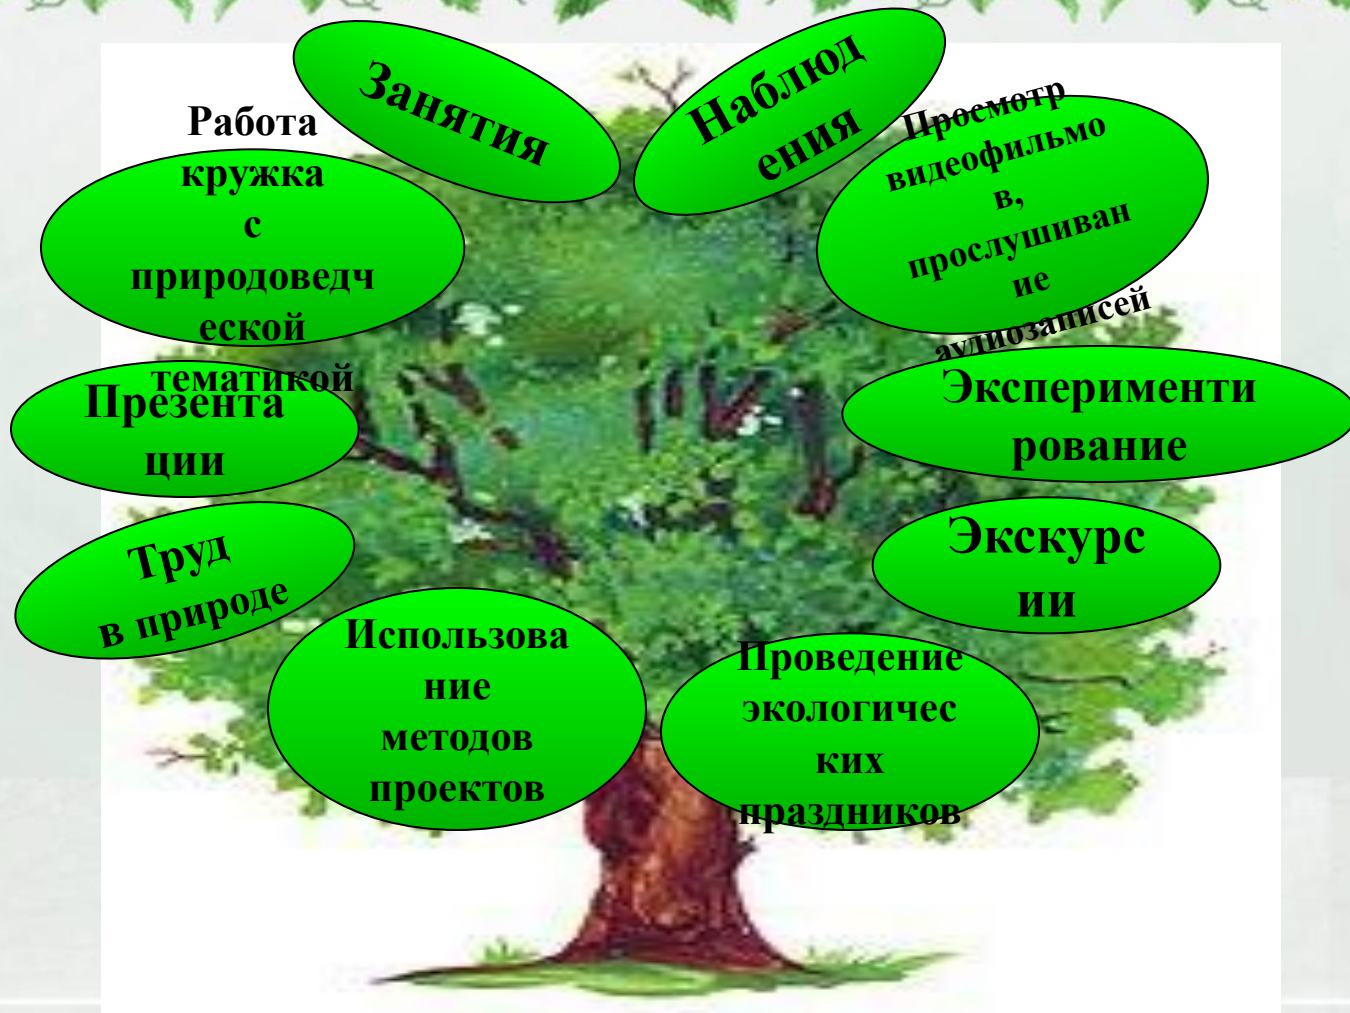 Занятия
Наблюд
ения
Работа
кружка
с
природоведч
еской
тематикой
Просмотр
видеофильмо
в,
прослушиван
ие
аудиозаписей
Презента
ции
Эксперименти
рование
Труд
в природе
Экскурс
ии
Использова
ние
методов
проектов
Проведение
экологичес
ких
праздников